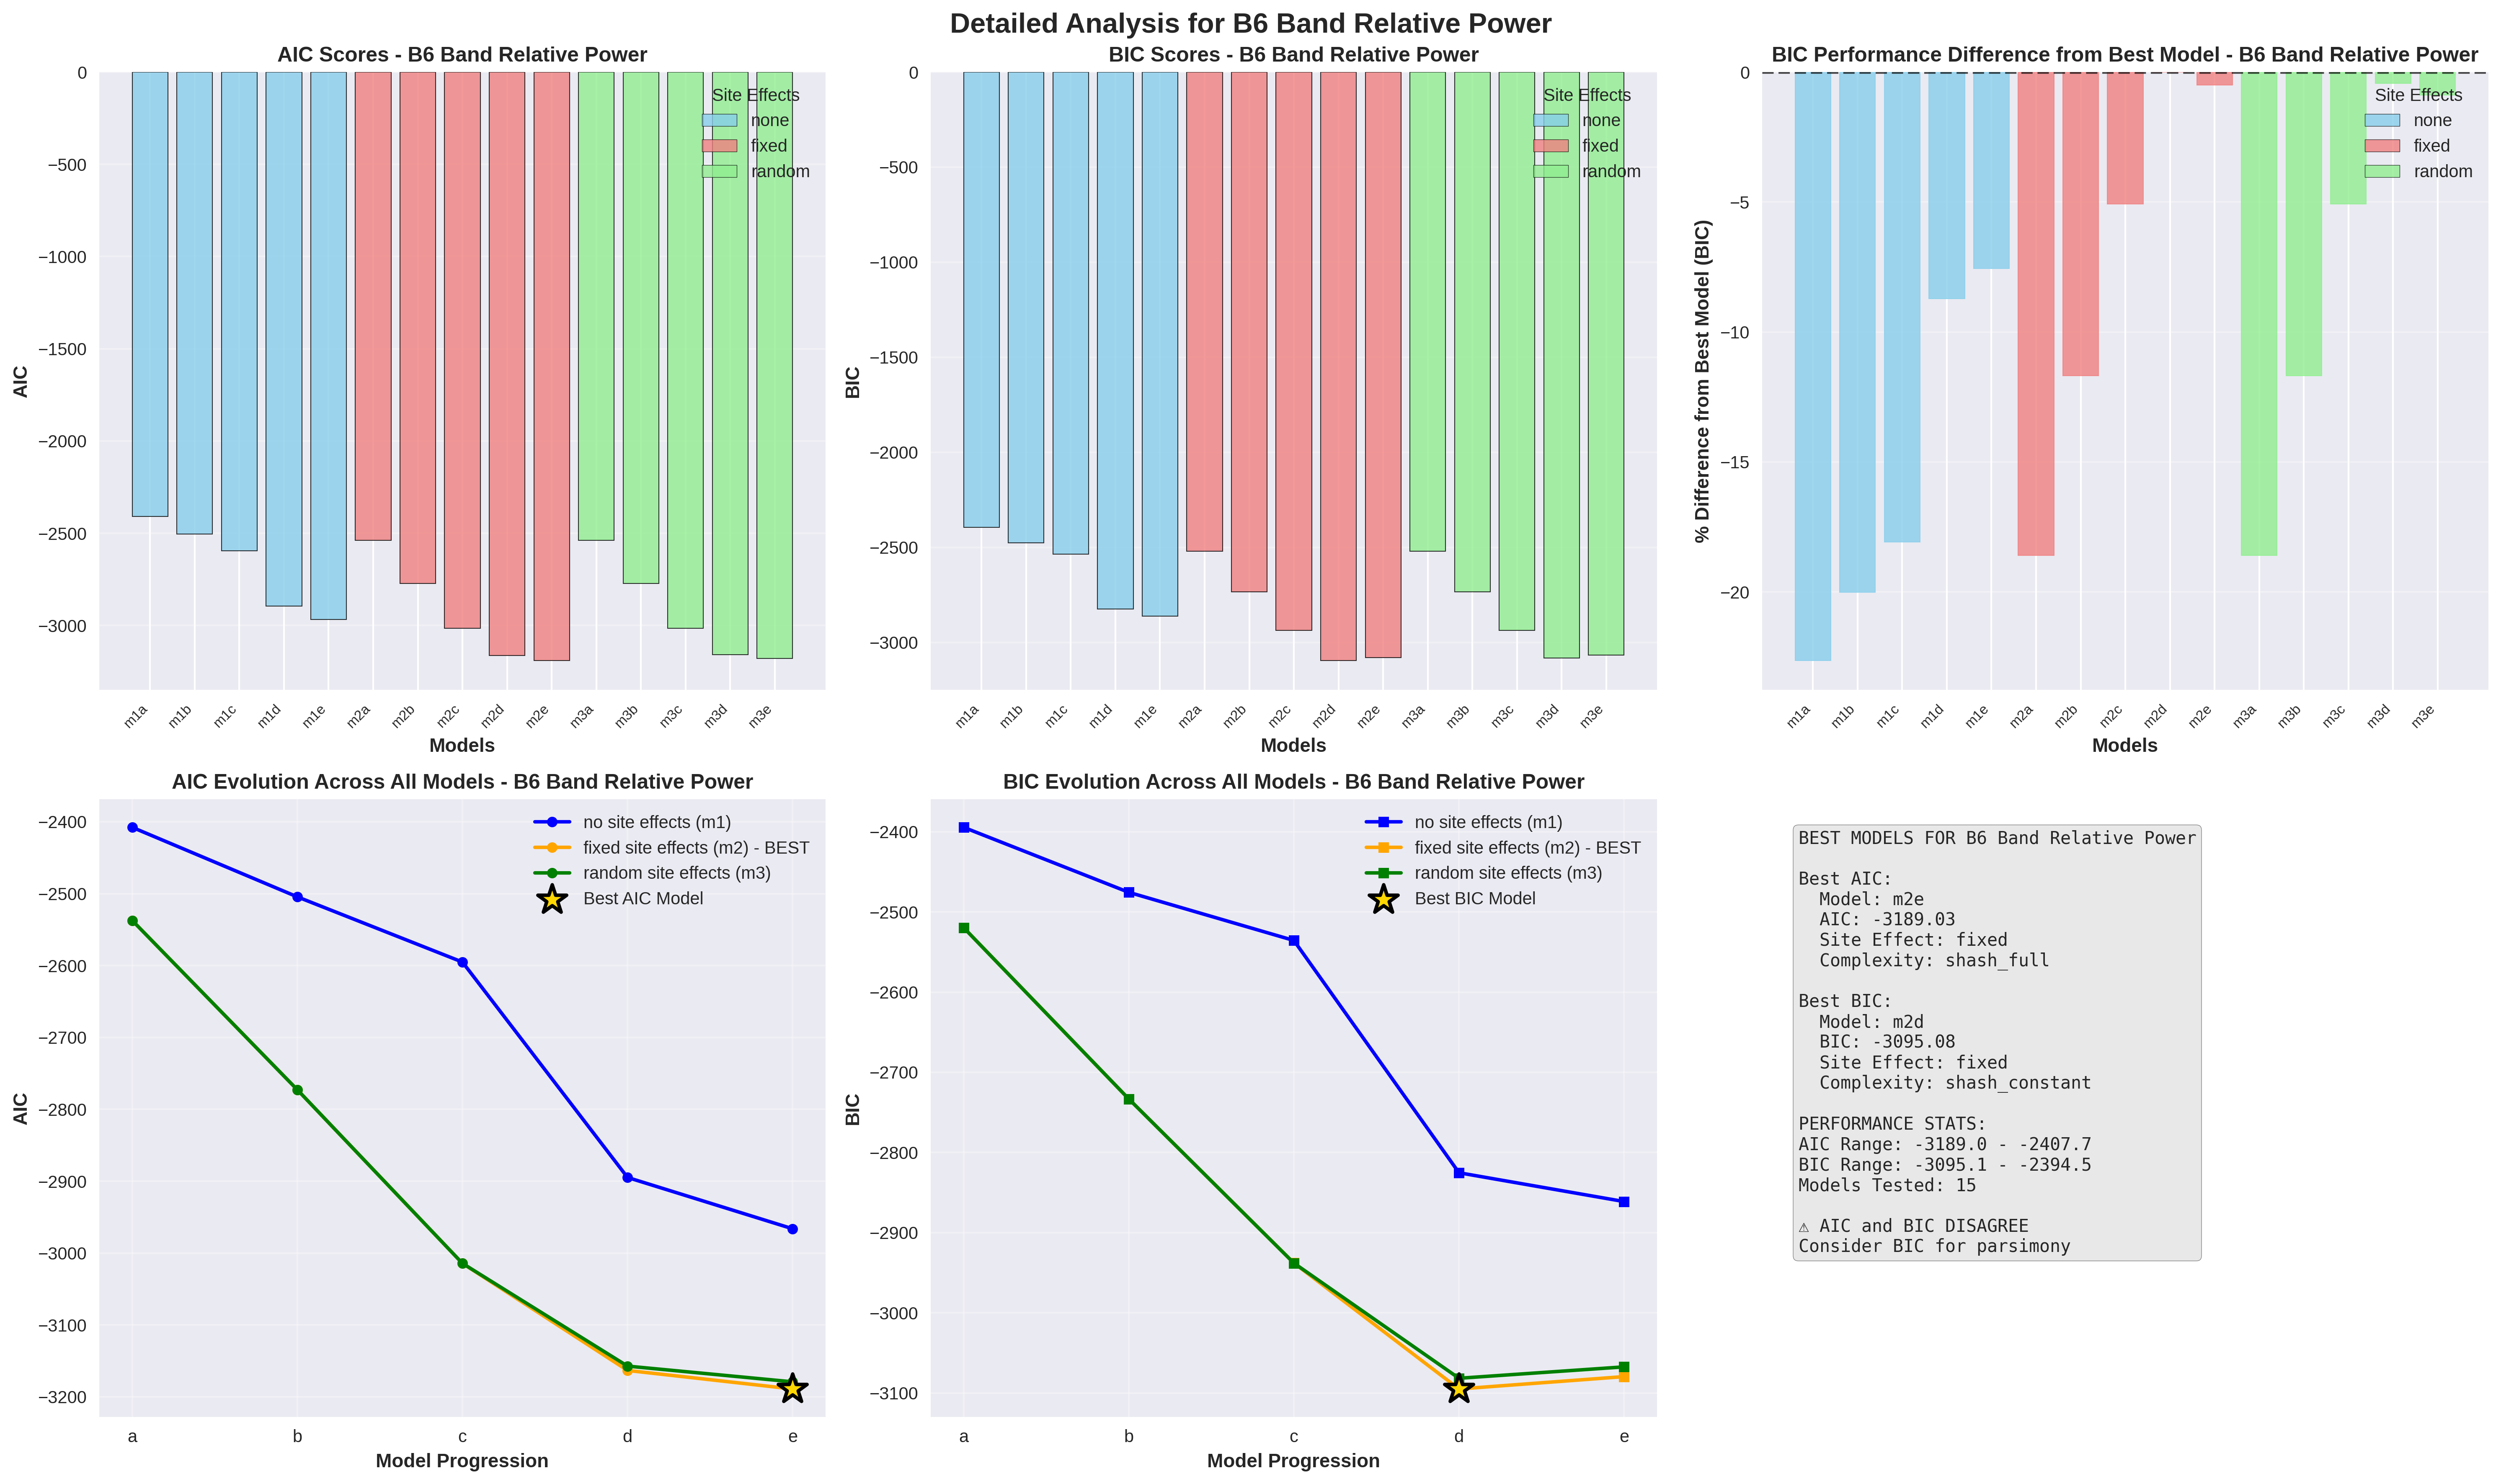 Detailed Analysis for B6 Band Relative Power
AIC Scores - B6 Band Relative Power
0
−500
−1000
−1500
−2000
−2500
−3000
AIC
Site Effects
none
fixed
random
m1a
m1b
m1c
m1d
m1e
m2a
m2b
m2c
m2d
m2e
m3a
m3b
m3c
m3d
m3e
Models
BIC Scores - B6 Band Relative Power
0
−500
−1000
−1500
−2000
−2500
−3000
BIC
Site Effects
none
fixed
random
m1a
m1b
m1c
m1d
m1e
m2a
m2b
m2c
m2d
m2e
m3a
m3b
m3c
m3d
m3e
Models
BIC Performance Difference from Best Model - B6 Band Relative Power
0
−5
−10
−15
−20
% Difference from Best Model (BIC)
Site Effects
none
fixed
random
m1a
m1b
m1c
m1d
m1e
m2a
m2b
m2c
m2d
m2e
m3a
m3b
m3c
m3d
m3e
Models
AIC Evolution Across All Models - B6 Band Relative Power
−2400
−2500
−2600
−2700
−2800
−2900
−3000
−3100
−3200
AIC
no site effects (m1)
fixed site effects (m2) - BEST
random site effects (m3)
Best AIC Model
a
b
c
d
e
Model Progression
BIC Evolution Across All Models - B6 Band Relative Power
−2400
−2500
−2600
−2700
−2800
−2900
−3000
−3100
BIC
no site effects (m1)
fixed site effects (m2) - BEST
random site effects (m3)
Best BIC Model
a
b
c
d
e
Model Progression
BEST MODELS FOR B6 Band Relative Power
Best AIC:
Model: m2e
AIC: -3189.03
Site Effect: fixed
Complexity: shash_full
Best BIC:
Model: m2d
BIC: -3095.08
Site Effect: fixed
Complexity: shash_constant
PERFORMANCE STATS:
AIC Range: -3189.0 - -2407.7
BIC Range: -3095.1 - -2394.5
Models Tested: 15
⚠ AIC and BIC DISAGREE
Consider BIC for parsimony